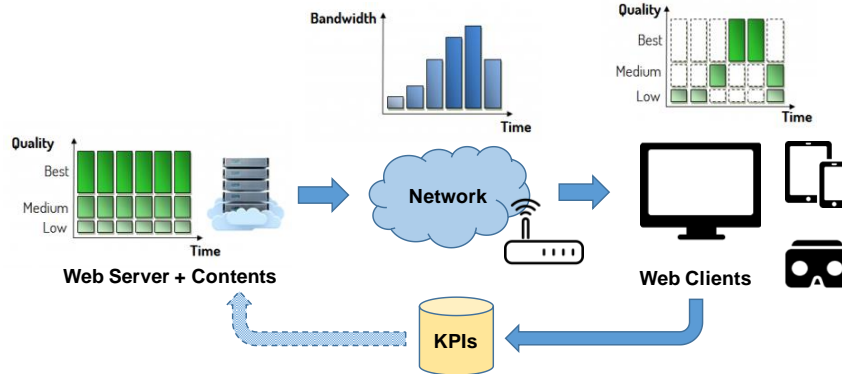 Bandwidth
Time
Quality
Best
Medium
Low
Time
Quality
Best
Medium
Low
Time
Web Server + Contents
Network
Web Clients
KPIs